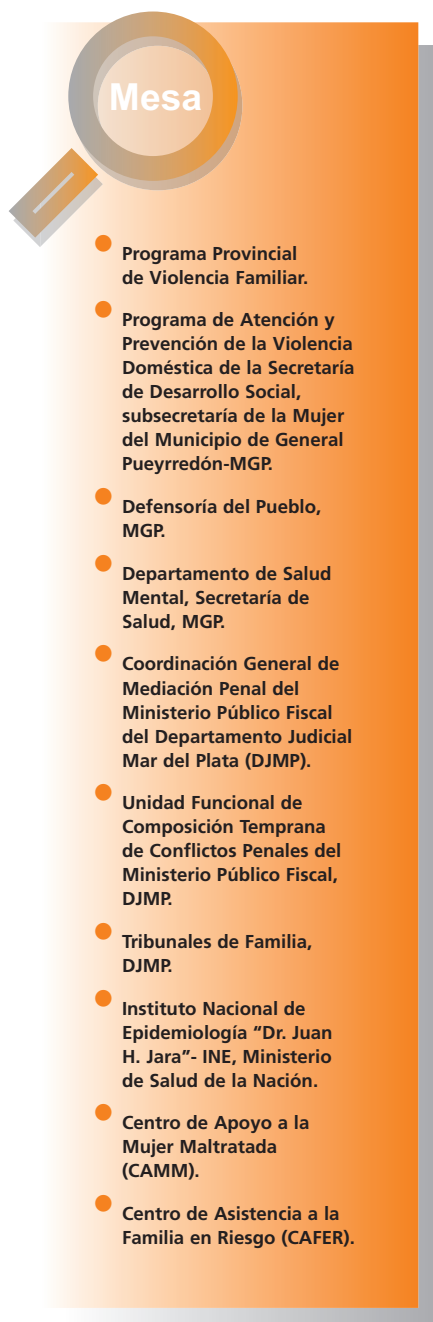 Mesa
● Programa Provincial
de Violencia Familiar.
● Programa de Atención y
Prevención de la Violencia
Doméstica de la Secretaría
de Desarrollo Social,
subsecretaría de la Mujer
del Municipio de General
Pueyrredón-MGP.
● Defensoría del Pueblo,
MGP.
● Departamento de Salud
Mental, Secretaría de
Salud, MGP.
● Coordinación General de
Mediación Penal del
Ministerio Público Fiscal
del Departamento Judicial
Mar del Plata (DJMP).
● Unidad Funcional de
Composición Temprana
de Conflictos Penales del
Ministerio Público Fiscal,
DJMP.
● Tribunales de Familia,
DJMP.
● Instituto Nacional de
Epidemiología “Dr. Juan
H. Jara”- INE, Ministerio
de Salud de la Nación.
● Centro de Apoyo a la
Mujer Maltratada
(CAMM).
● Centro de Asistencia a la
Familia en Riesgo (CAFER).